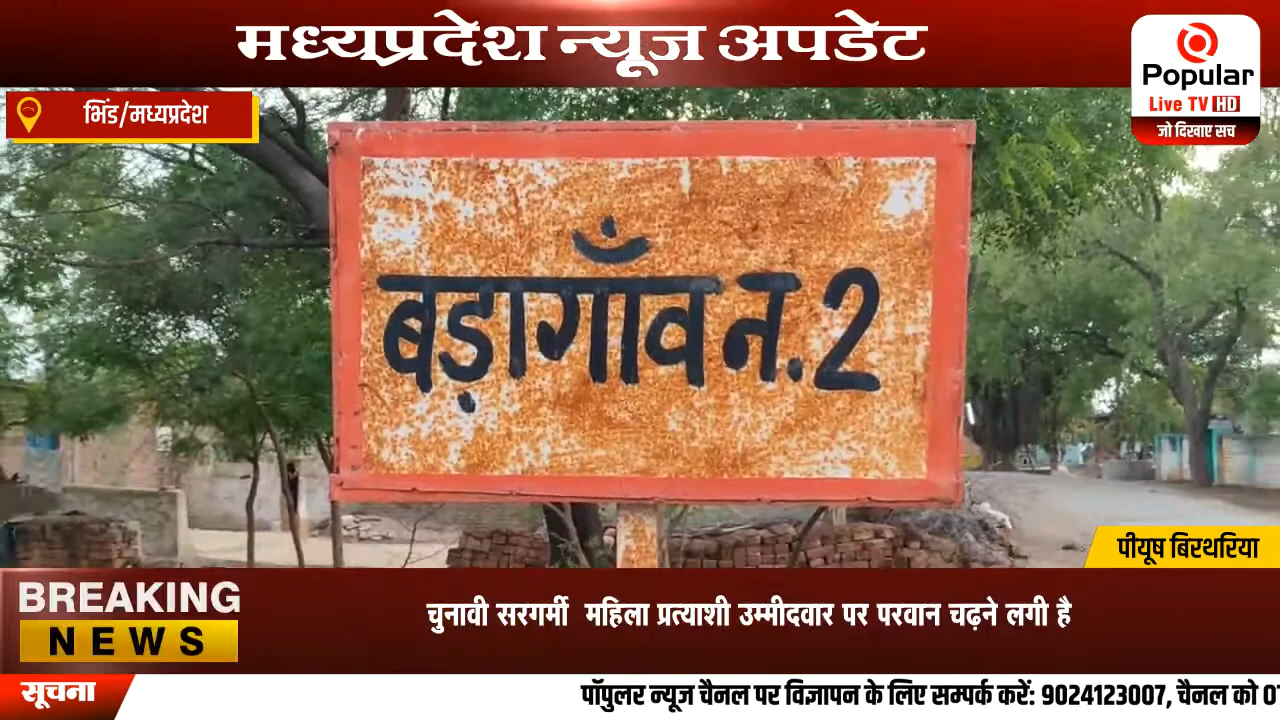 मध्यप्रदेश न्यूज अपडेट
Popular
Live TV HD
जो दिखाए सच
भिंड/मध्यप्रदेश
बड़ागाँव न.2
पीयूष बिरथरिया
BREAKING
NEWS
चुनावी सरगर्मी महिला प्रत्याशी उम्मीदवार पर परवान चढ़ने लगी है
सूचना
पॉपुलर न्यूज चैनल पर विज्ञापन के लिए सम्पर्क करें: 9024123007, चैनल को